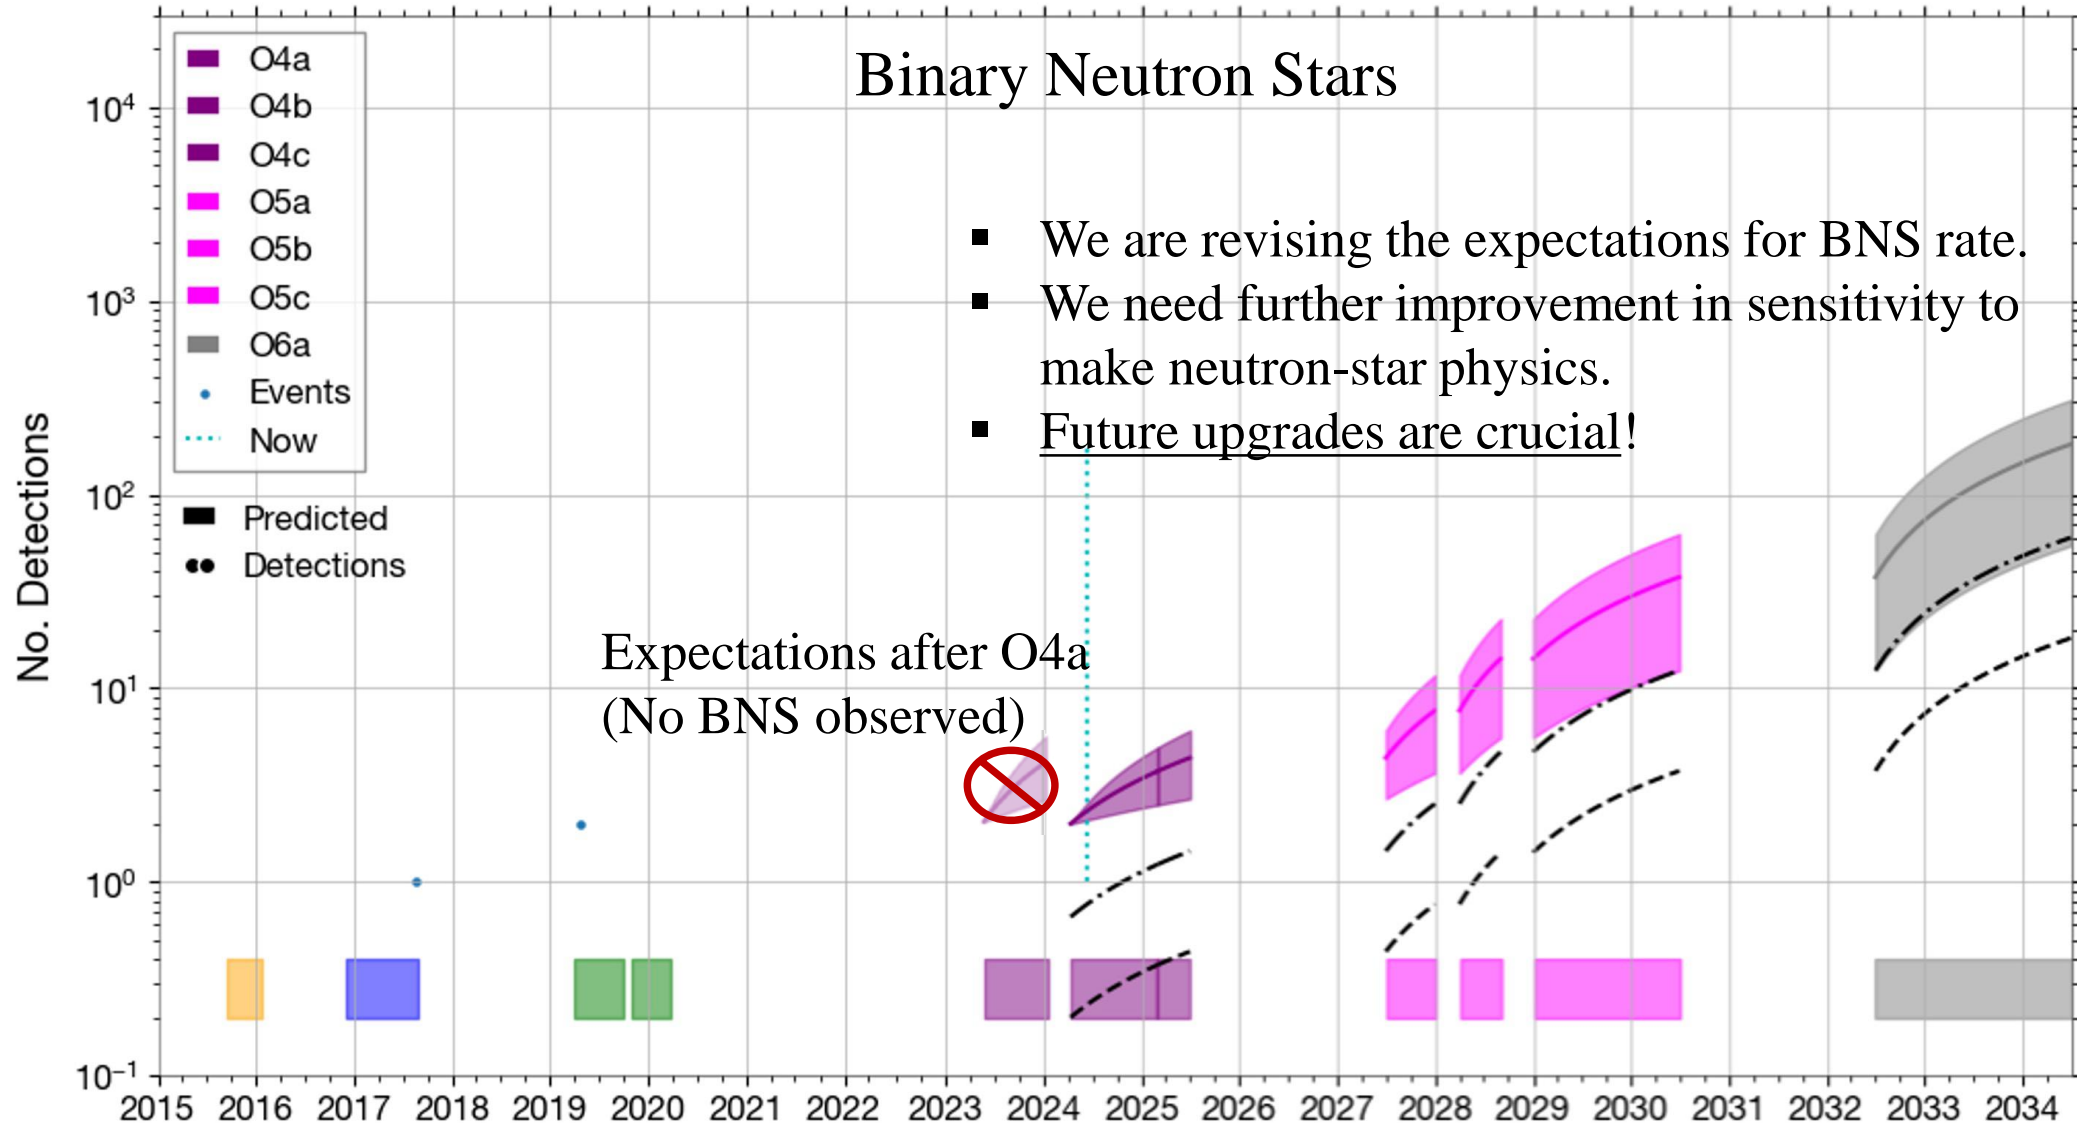 Binary Neutron Stars
O4a
O4b
O4c
O5a
O5b
O5c
O6a
Events
Now
Predicted
Detections
▪ We are revising the expectations for BNS rate.
▪ We need further improvement in sensitivity to
make neutron-star physics.
▪ Future upgrades are crucial!
Expectations after O4a
(No BNS observed)
No. Detections
10⁴
10³
10²
10¹
10⁰
10⁻¹
2015 2016 2017 2018 2019 2020 2021 2022 2023 2024 2025 2026 2027 2028 2029 2030 2031 2032 2033 2034